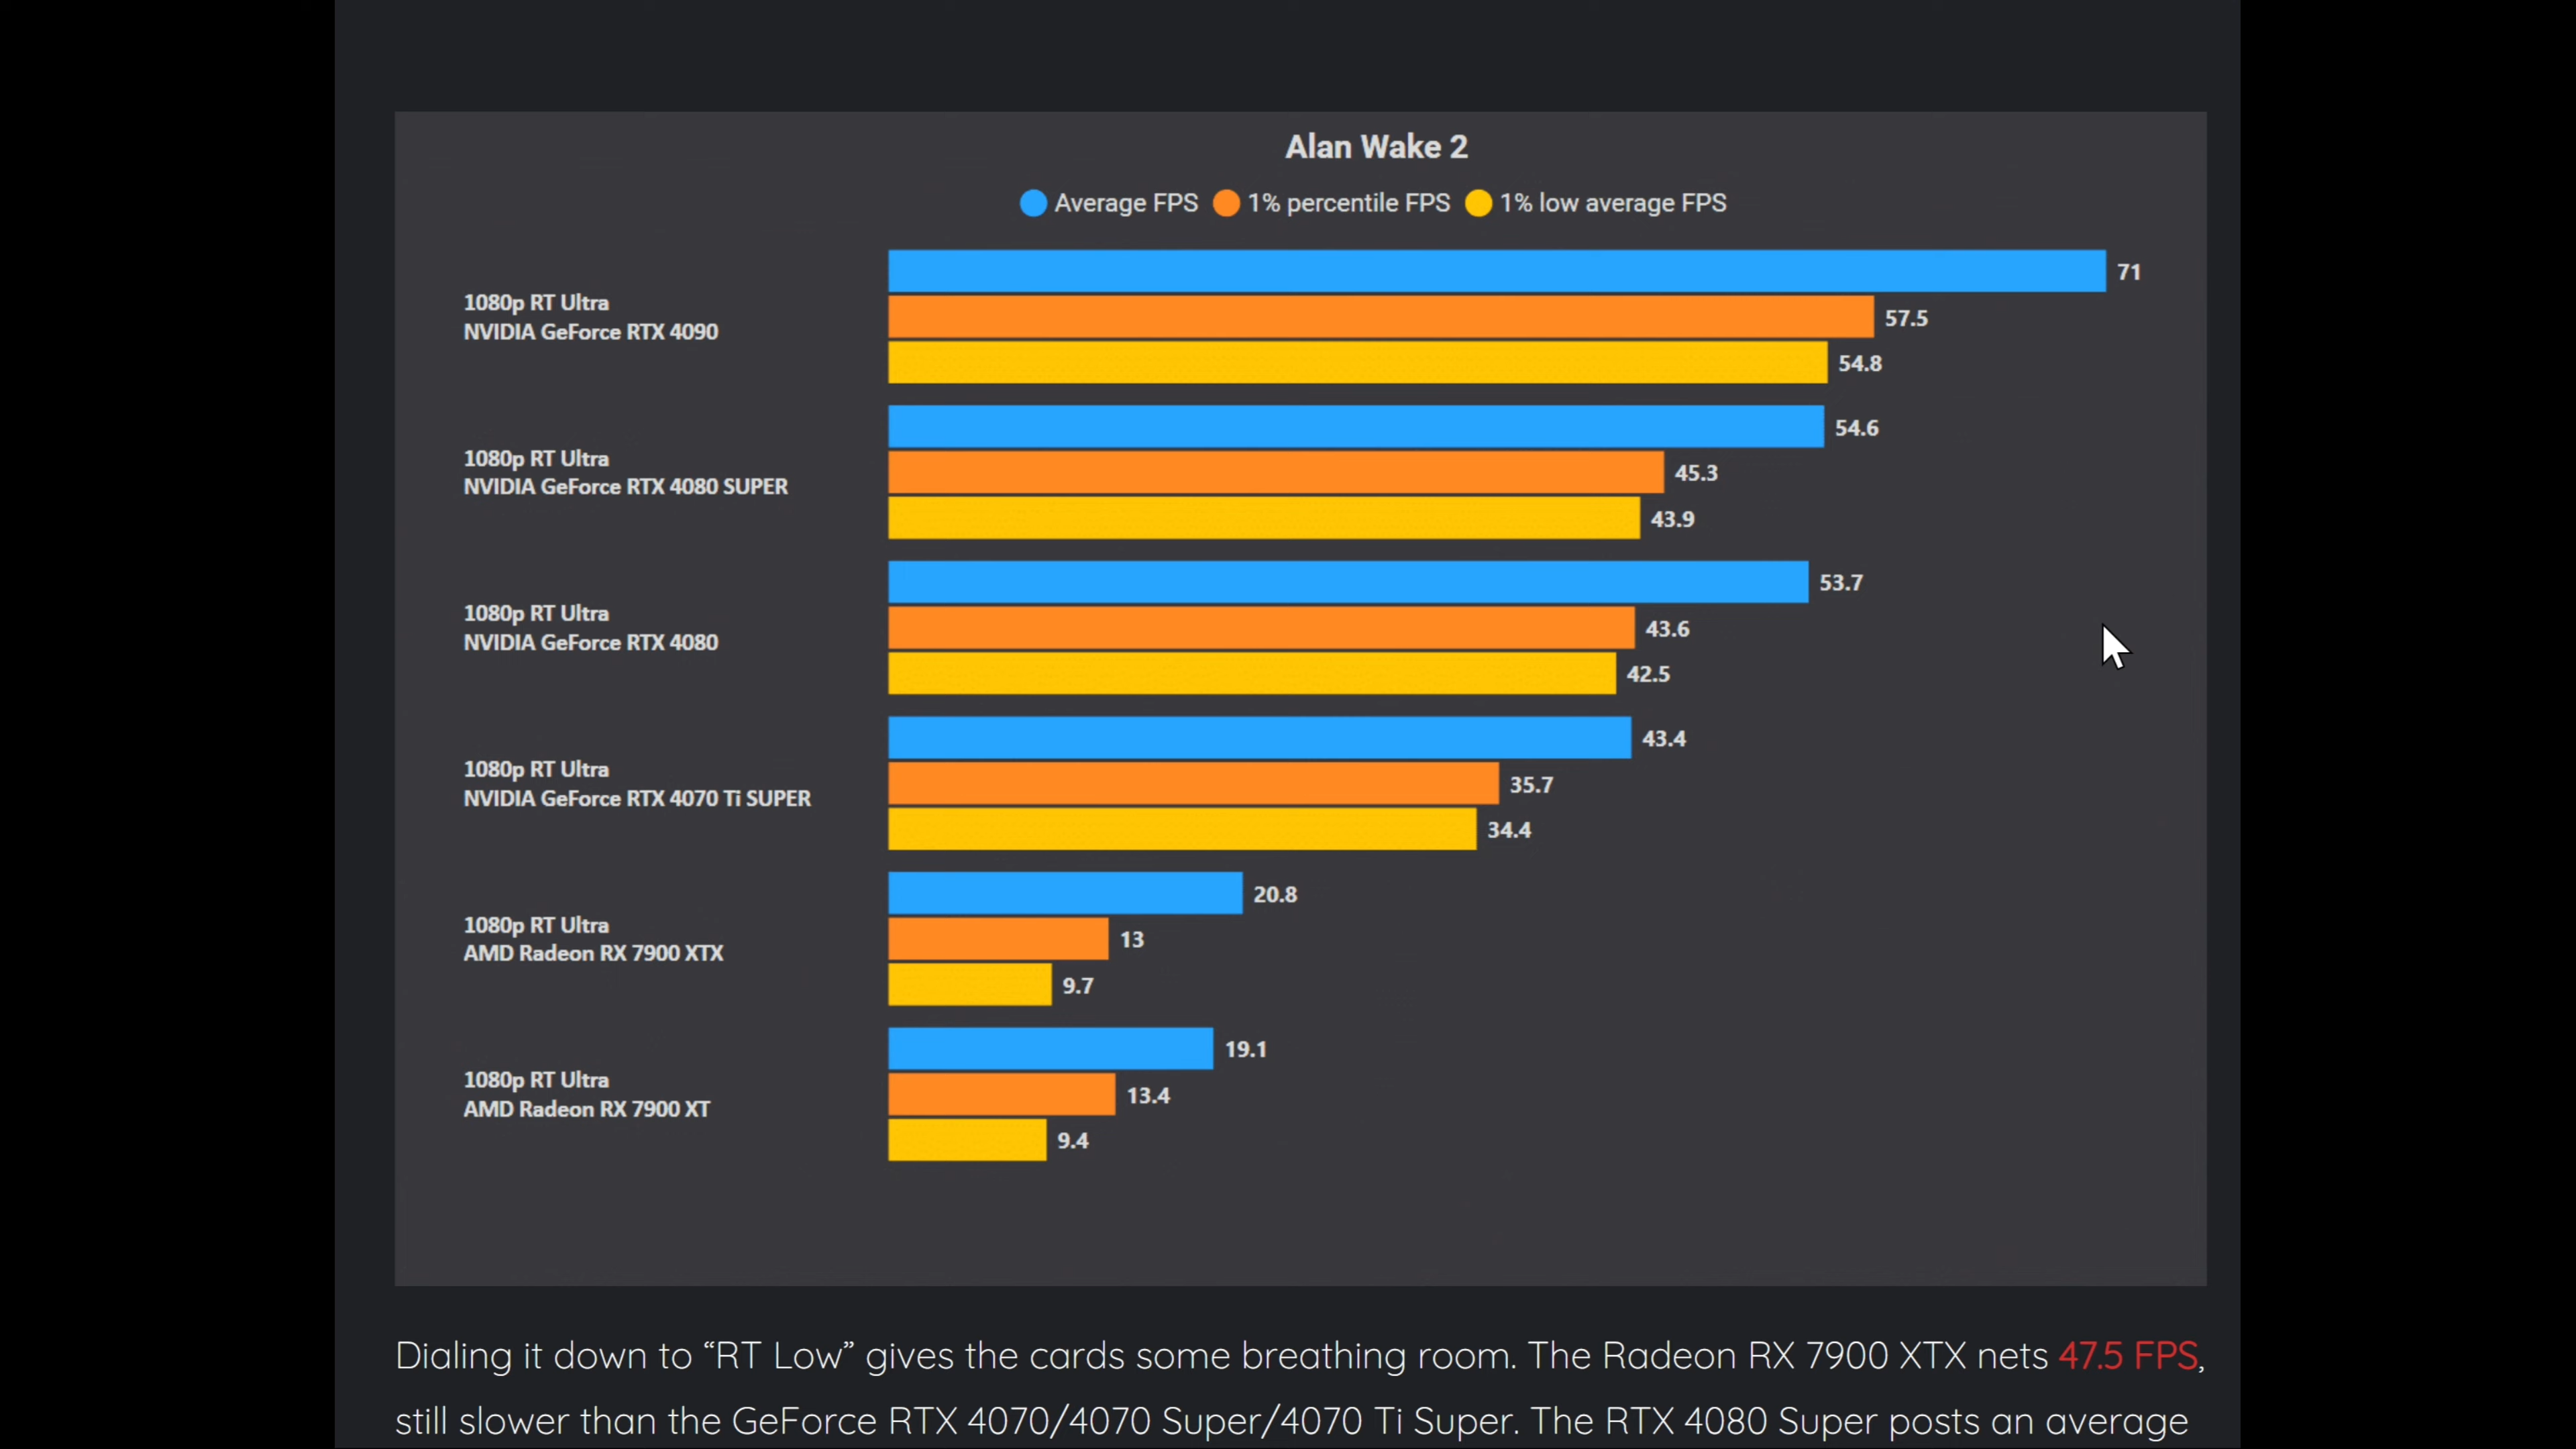 Alan Wake 2
Average FPS 1% percentile FPS 1% low average FPS
71
1080p RT Ultra
57.5
NVIDIA GeForce RTX 4090
54.8
54.6
1080p RT Ultra
45.3
NVIDIA GeForce RTX 4080 SUPER
43.9
53.7
1080p RT Ultra
43.6
NVIDIA GeForce RTX 4080
42.5
43.4
1080p RT Ultra
35.7
NVIDIA GeForce RTX 4070 Ti SUPER
34.4
20.8
1080p RT Ultra
13
AMD Radeon RX 7900 XTX
9.7
19.1
1080p RT Ultra
13.4
AMD Radeon RX 7900 XT
9.4
Dialing it down to “RT Low” gives the cards some breathing room. The Radeon RX 7900 XTX nets 47.5 FPS,
still slower than the GeForce RTX 4070/4070 Super/4070 Ti Super. The RTX 4080 Super posts an average